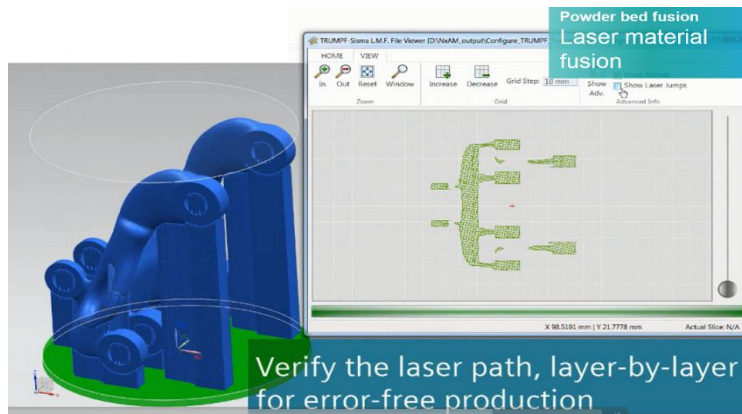 Powder bed fusion
Laser material
fusion
TRUMPF-Sisma L.M.F. File Viewer [D:\NxAM_output\Configure_TRUMPF_
HOME VIEW
In Out Reset Window Increase Decrease Grid Step: 10 mm Show Adv. Show Laser Jumps
Zoom Grid Advanced Info
X 98.5191 mm | Y 21.7778 mm Actual Slice: N/A
Verify the laser path, layer-by-layer
for error-free production